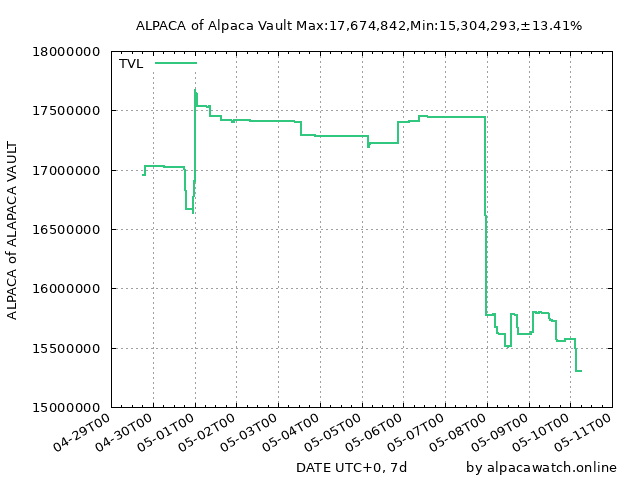 ALPACA of Alpaca Vault Max:17,674,842,Min:15,304,293,±13.41%
TVL
18000000
17500000
17000000
16500000
16000000
15500000
15000000
ALPACA of ALAPACA VAULT
04-29T00
04-30T00
05-01T00
05-02T00
05-03T00
05-04T00
05-05T00
05-06T00
05-07T00
05-08T00
05-09T00
05-10T00
05-11T00
DATE UTC+0, 7d
by alpacawatch.online